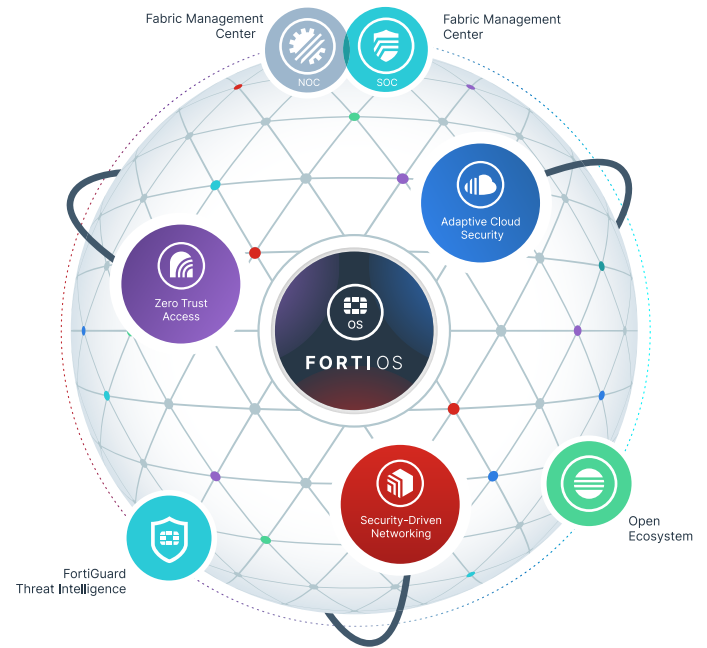 Fabric Management
Center
Fabric Management
Center
NOC
SOC
Adaptive Cloud
Security
Zero Trust
Access
OS
FORTIOS
Security-Driven
Networking
Open
Ecosystem
FortiGuard
Threat Intelligence